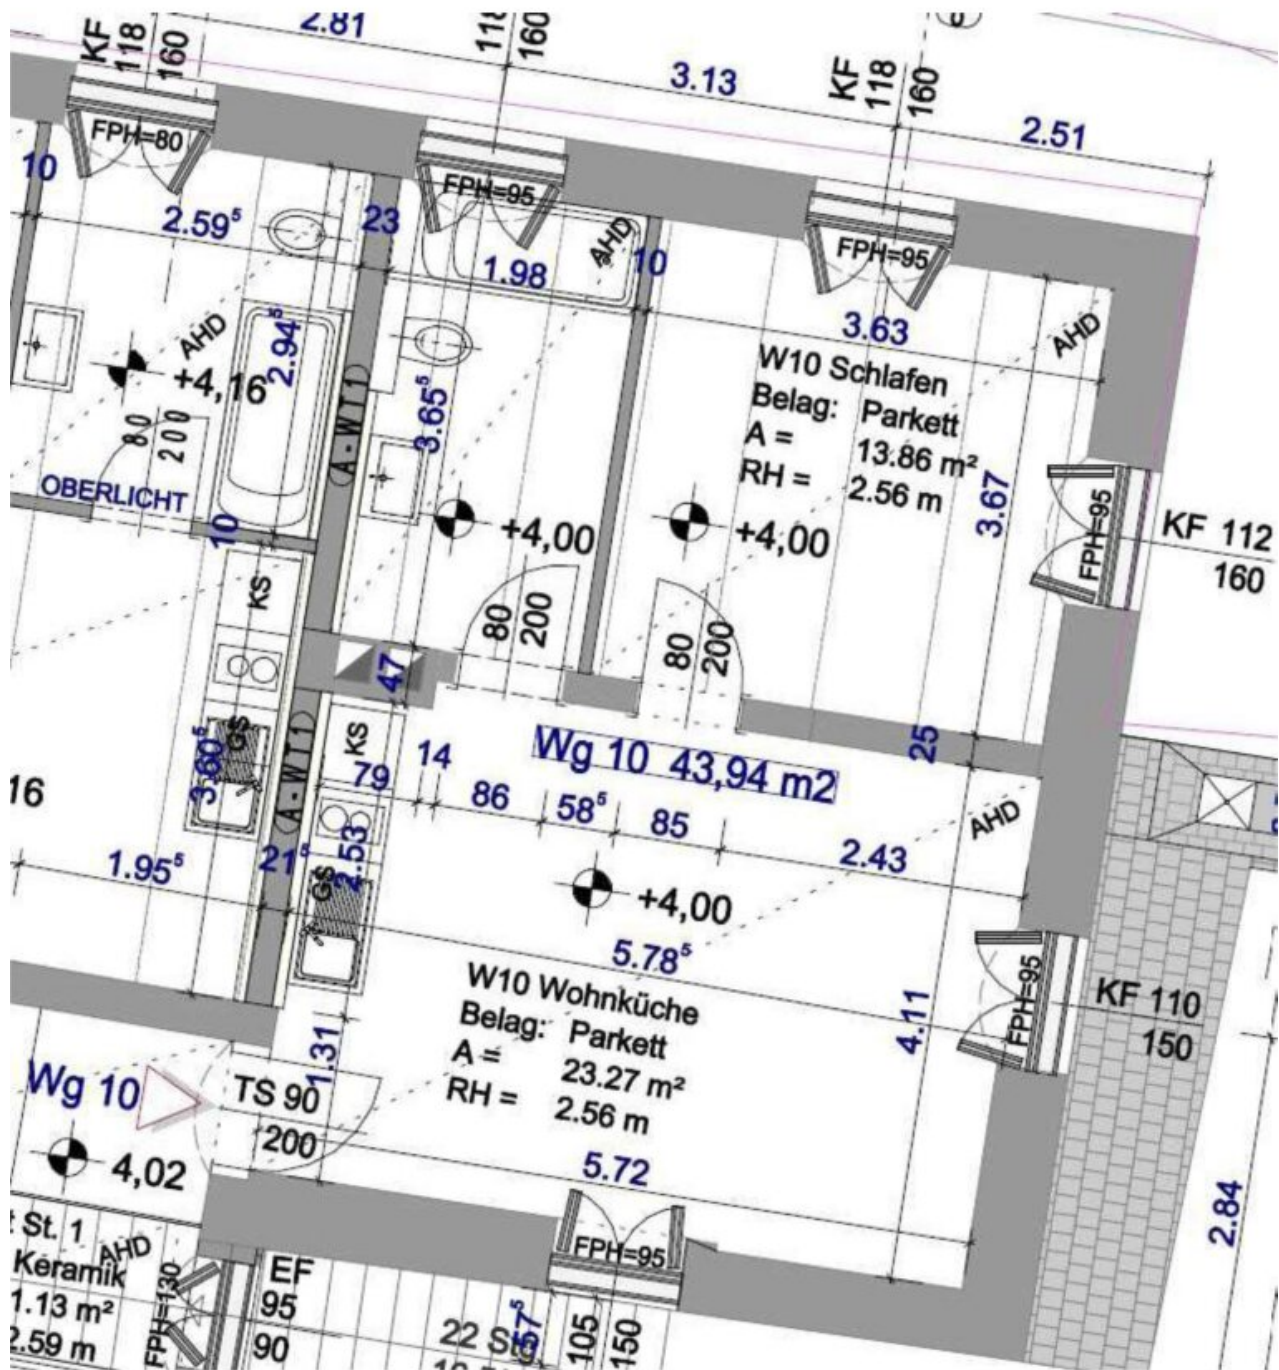 2.81
118
160
KF
118
160
3.13
KF
118
160
2.51
FPH=80
10
2.59⁵
23
FPH=95
1.98
AHD
10
FPH=95
3.63
AHD
AHD
2.94⁵
+4,16
80
200
OBERLICHT
10
A - WT1
3.65⁵
+4,00
80
200
W10 Schlafen
Belag: Parkett
A = 13.86 m²
RH = 2.56 m
+4,00
3.67
80
200
FPH=95
KF 112
160
KS
GS
3.60⁵
16
1.95⁵
A - WT1
21⁵
47
KS
79
14
Wg 10 43,94 m2
25
86
58⁵
85
2.43
AHD
2.53
GS
+4,00
5.78⁵
W10 Wohnküche
Belag: Parkett
A = 23.27 m²
RH = 2.56 m
4.11
FPH=95
KF 110
150
1.31
Wg 10
TS 90
200
4,02
5.72
FPH=95
2.84
St. 1
AHD
Keramik
1.13 m²
2.59 m
FPH=130
EF
95
90
22 Stg.
57⁵
105
150